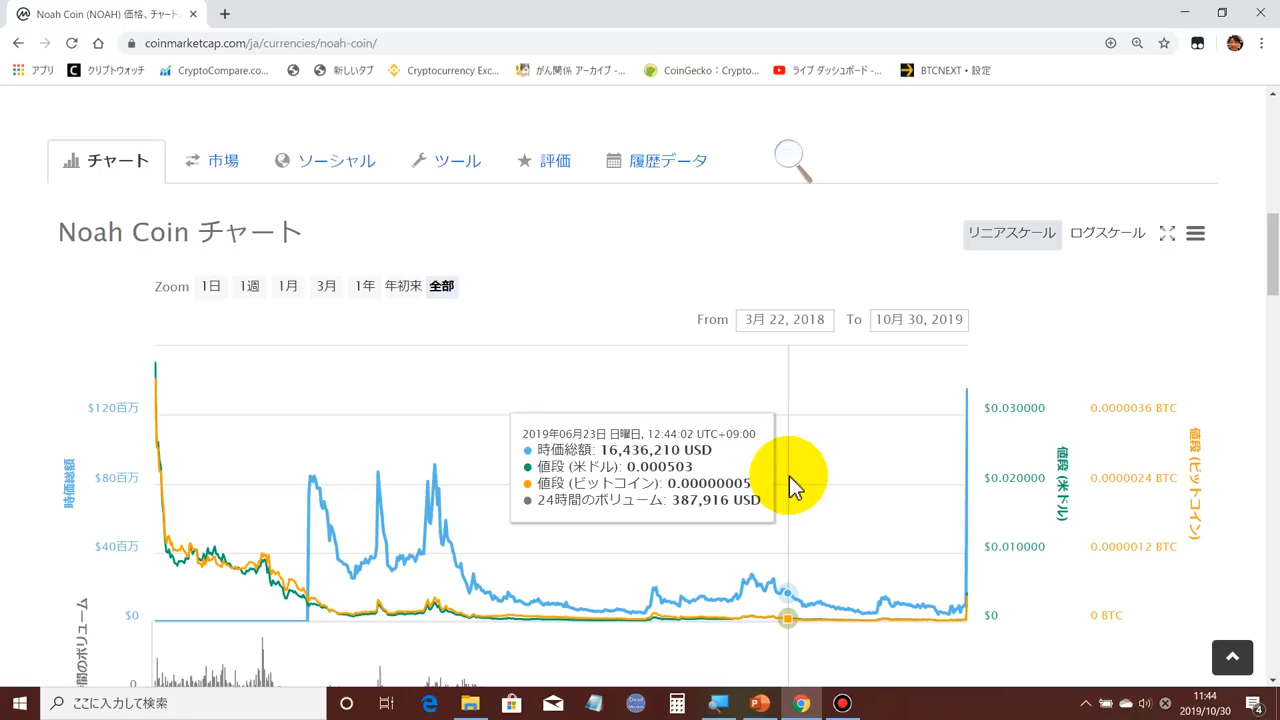 Noah Coin (NOAH) 価格、チャート
coinmarketcap.com/ja/currencies/noah-coin/
アプリ
クリプトウォッチ
CryptoCompare.co...
新しいタブ
Cryptocurrency Exc...
がん関係 アーカイブ -...
CoinGecko：Crypto...
ライブ ダッシュボード -...
BTCNEXT・設定
チャート
市場
ソーシャル
ツール
評価
履歴データ
Noah Coin チャート
リニアスケール
ログスケール
Zoom 1日 1週 1月 3月 1年 年初来 全部
From 3月 22, 2018 To 10月 30, 2019
$120百万
$80百万
$40百万
$0
時価総額
2019年06月23日 日曜日, 12:44:02 UTC+09:00
時価総額: 16,436,210 USD
値段 (米ドル): 0.000503
値段 (ビットコイン): 0.00000005
24時間のボリューム: 387,916 USD
$0.030000
$0.020000
$0.010000
$0
値段 (米ドル)
0.0000036 BTC
0.0000024 BTC
0.0000012 BTC
0 BTC
値段 (ビットコイン)
間のボリューム
0
ここに入力して検索
11:44
2019/10/30
4